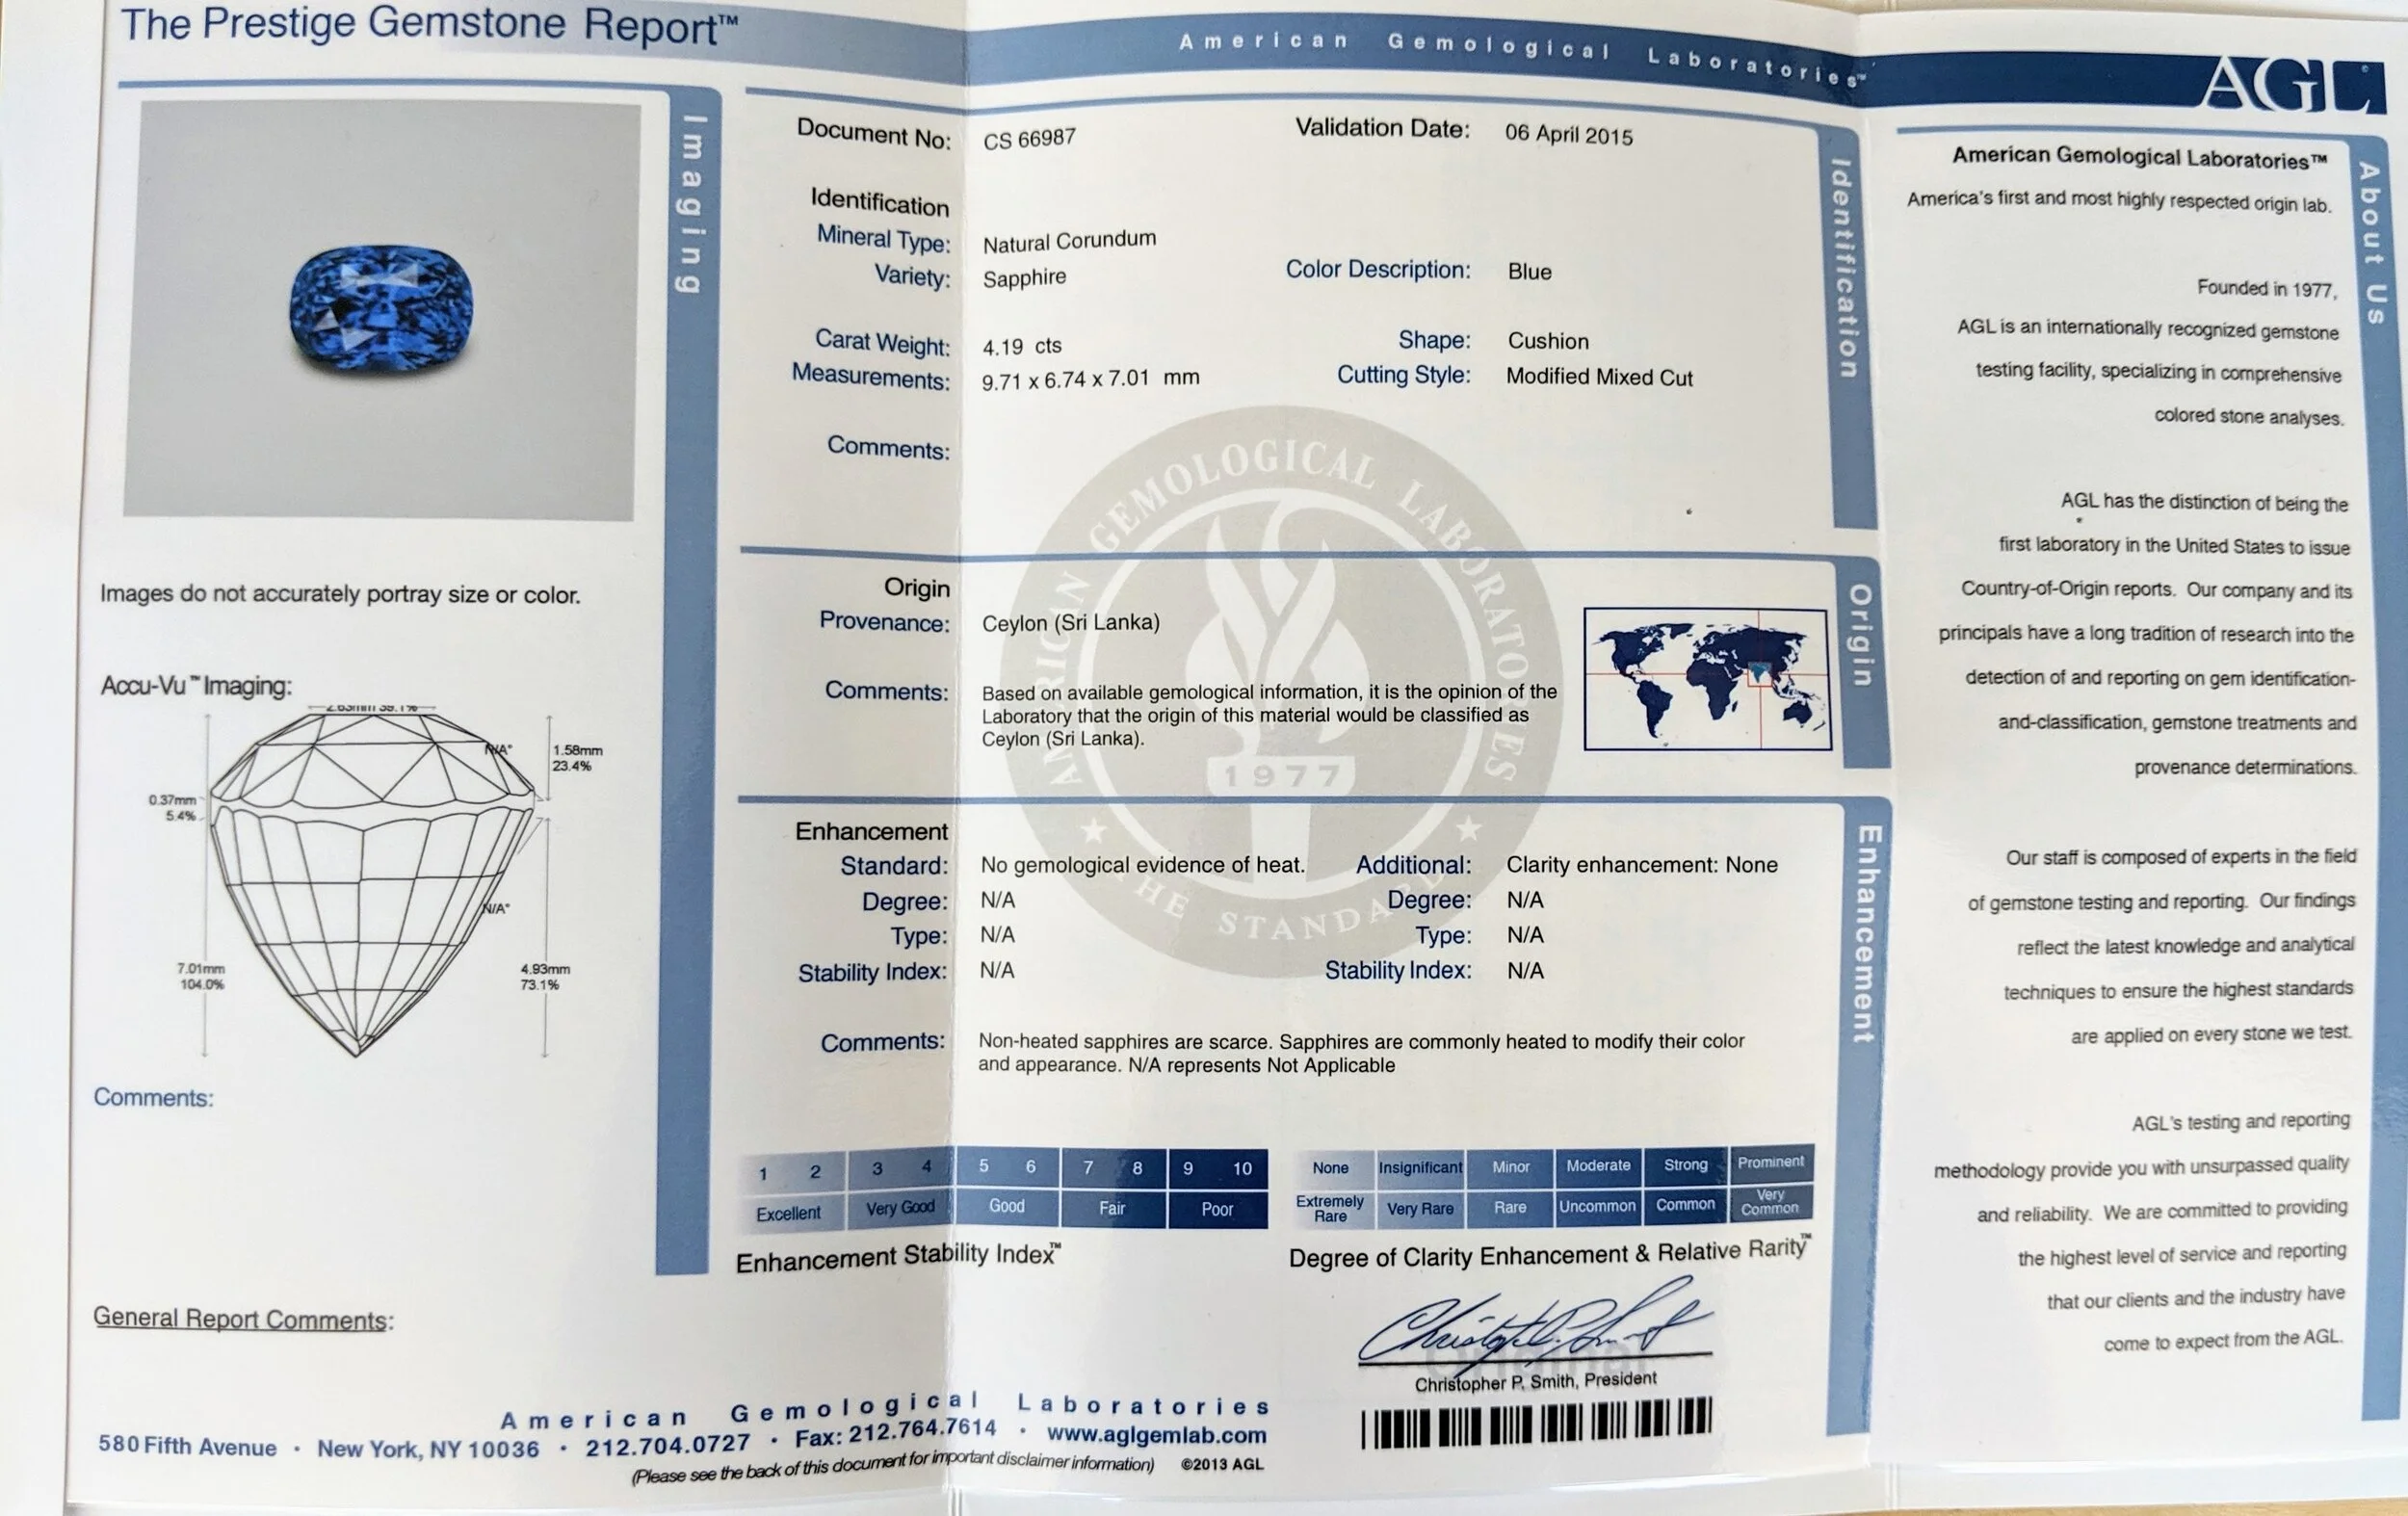 The Prestige Gemstone Report™
American Gemological Laboratories™
AGL
Imaging
Images do not accurately portray size or color.
Accu-Vu™ Imaging:
2.63mm 39.1%
N/A°
1.58mm
23.4%
0.37mm
5.4%
N/A°
7.01mm
104.0%
4.93mm
73.1%
Comments:
General Report Comments:
Document No: CS 66987 Validation Date: 06 April 2015
Identification
Identification
Mineral Type: Natural Corundum
Variety: Sapphire Color Description: Blue
Carat Weight: 4.19 cts Shape: Cushion
Measurements: 9.71 x 6.74 x 7.01 mm Cutting Style: Modified Mixed Cut
Comments:
AMERICAN GEMOLOGICAL LABORATORIES
1977
THE STANDARD
Origin
Origin
Provenance: Ceylon (Sri Lanka)
Comments: Based on available gemological information, it is the opinion of the
Laboratory that the origin of this material would be classified as
Ceylon (Sri Lanka).
Enhancement
Enhancement
Standard: No gemological evidence of heat. Additional: Clarity enhancement: None
Degree: N/A Degree: N/A
Type: N/A Type: N/A
Stability Index: N/A Stability Index: N/A
Comments: Non-heated sapphires are scarce. Sapphires are commonly heated to modify their color
and appearance. N/A represents Not Applicable
1 2 3 4 5 6 7 8 9 10
Excellent Very Good Good Fair Poor
Enhancement Stability Index™
None Insignificant Minor Moderate Strong Prominent
Extremely Rare Very Rare Rare Uncommon Common Very Common
Degree of Clarity Enhancement & Relative Rarity™
Original
Christopher P. Smith
Christopher P. Smith, President
American Gemological Laboratories
580 Fifth Avenue • New York, NY 10036 • 212.704.0727 • Fax: 212.764.7614 • www.aglgemlab.com
(Please see the back of this document for important disclaimer information) ©2013 AGL
About Us
American Gemological Laboratories™
America's first and most highly respected origin lab.
Founded in 1977,
AGL is an internationally recognized gemstone
testing facility, specializing in comprehensive
colored stone analyses.
AGL has the distinction of being the
first laboratory in the United States to issue
Country-of-Origin reports. Our company and its
principals have a long tradition of research into the
detection of and reporting on gem identification-
and-classification, gemstone treatments and
provenance determinations.
Our staff is composed of experts in the field
of gemstone testing and reporting. Our findings
reflect the latest knowledge and analytical
techniques to ensure the highest standards
are applied on every stone we test.
AGL's testing and reporting
methodology provide you with unsurpassed quality
and reliability. We are committed to providing
the highest level of service and reporting
that our clients and the industry have
come to expect from the AGL.